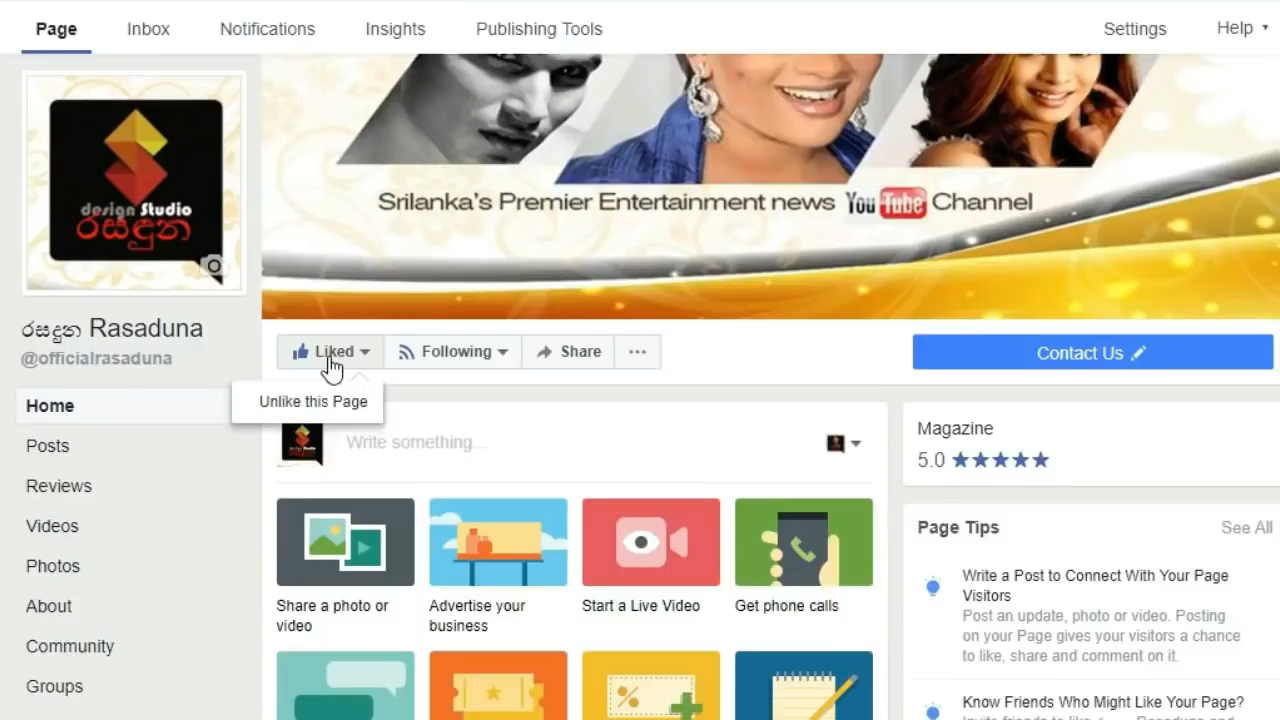 Page Inbox Notifications Insights Publishing Tools Settings Help
Srilanka's Premier Entertainment news YouTube Channel
design Studio
රසදුන
රසදුන Rasaduna
@officialrasaduna
Liked Following Share ... Contact Us
Unlike this Page
Home
Posts
Reviews
Videos
Photos
About
Community
Groups
Write something...
Share a photo or
video
Advertise your
business
Start a Live Video
Get phone calls
Magazine
5.0
Page Tips See All
Write a Post to Connect With Your Page
Visitors
Post an update, photo or video. Posting
on your Page gives your visitors a chance
to like, share and comment on it.
Know Friends Who Might Like Your Page?